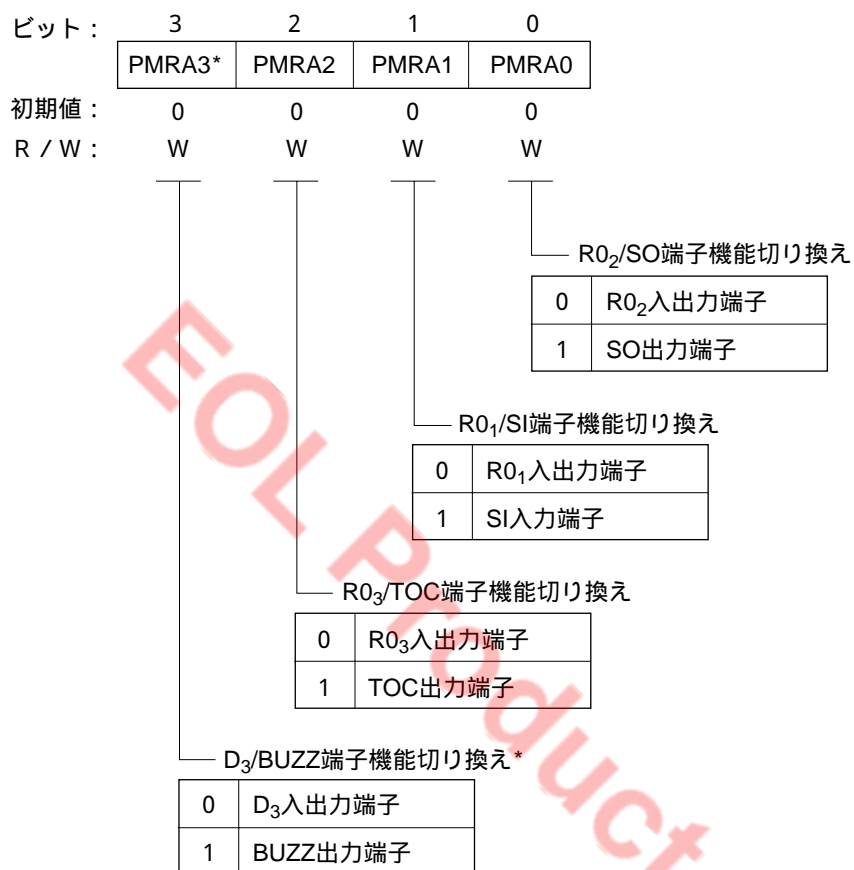 ビット： 3 2 1 0
PMRA3* PMRA2 PMRA1 PMRA0
初期値： 0 0 0 0
R／W： W W W W
R0₂/SO端子機能切り換え
0 R0₂入出力端子
1 SO出力端子
R0₁/SI端子機能切り換え
0 R0₁入出力端子
1 SI入力端子
R0₃/TOC端子機能切り換え
0 R0₃入出力端子
1 TOC出力端子
D₃/BUZZ端子機能切り換え*
0 D₃入出力端子
1 BUZZ出力端子
EOL Product